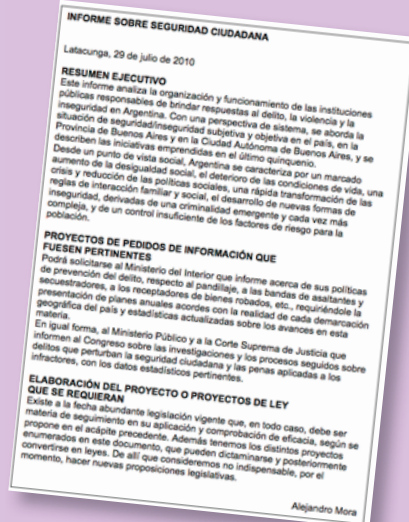 INFORME SOBRE SEGURIDAD CIUDADANA
Latacunga, 29 de julio de 2010
RESUMEN EJECUTIVO
Este informe analiza la organización y funcionamiento de las instituciones
públicas responsables de brindar respuestas al delito, la violencia y la
inseguridad en Argentina. Con una perspectiva de sistema, se aborda la
situación de seguridad/inseguridad subjetiva y objetiva en el país, en la
Provincia de Buenos Aires y en la Ciudad Autónoma de Buenos Aires, y se
describen las iniciativas emprendidas en el último quinquenio.
Desde un punto de vista social, Argentina se caracteriza por un marcado
aumento de la desigualdad social, el deterioro de las condiciones de vida, una
crisis y reducción de las políticas sociales, una rápida transformación de las
reglas de interacción familiar y social, el desarrollo de nuevas formas de
inseguridad, derivadas de una criminalidad emergente y cada vez más
compleja, y de un control insuficiente de los factores de riesgo para la
población.
PROYECTOS DE PEDIDOS DE INFORMACIÓN QUE
FUESEN PERTINENTES
Podrá solicitarse al Ministerio del Interior que informe acerca de sus políticas
de prevención del delito, respecto al pandillaje, a las bandas de asaltantes y
secuestradores, a los receptadores de bienes robados, etc., requiriéndole la
presentación de planes anuales acordes con la realidad de cada demarcación
geográfica del país y estadísticas actualizadas sobre los avances en esta
materia.
En igual forma, al Ministerio Público y a la Corte Suprema de Justicia que
informen al Congreso sobre las investigaciones y los procesos seguidos sobre
delitos que perturban la seguridad ciudadana y las penas aplicadas a los
infractores, con los datos estadísticos pertinentes.
ELABORACIÓN DEL PROYECTO O PROYECTOS DE LEY
QUE SE REQUIERAN
Existe a la fecha abundante legislación vigente que, en todo caso, debe ser
materia de seguimiento en su aplicación y comprobación de eficacia, según se
propone en el acápite precedente. Además tenemos los distintos proyectos
enumerados en este documento, que pueden dictaminarse y posteriormente
convertirse en leyes. De allí que consideremos no indispensable, por el
momento, hacer nuevas proposiciones legislativas.
Alejandro Mora